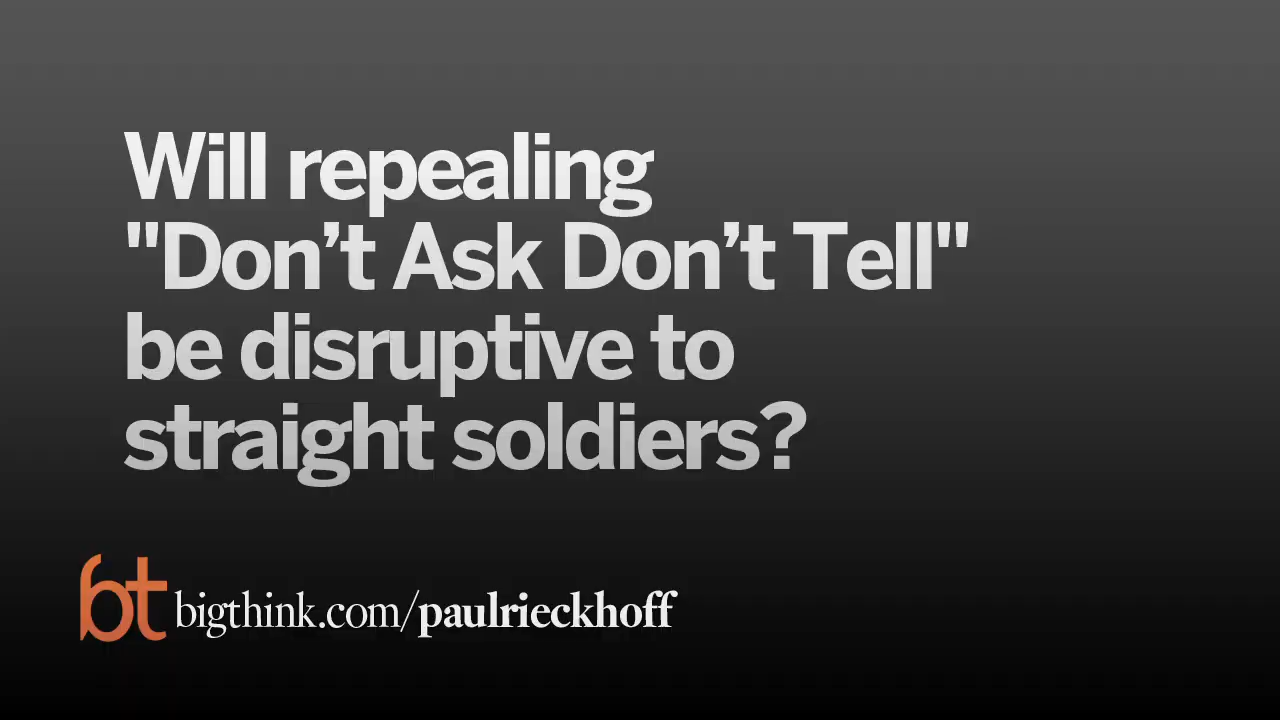 Will repealing
"Don’t Ask Don’t Tell"
be disruptive to
straight soldiers?
bt bigthink.com/paulrieckhoff